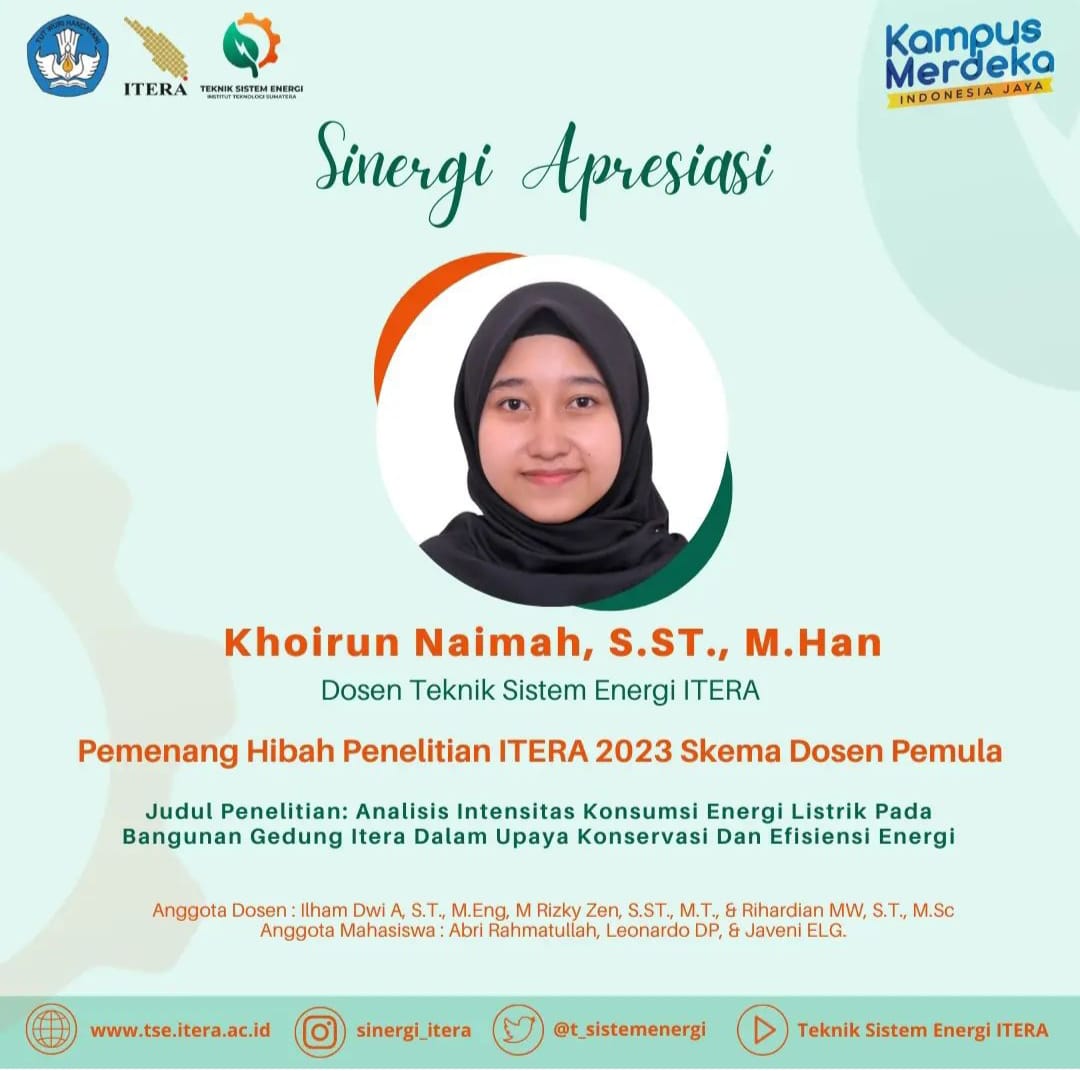 TUT WURI HANDAYANI
ITERA
TEKNIK SISTEM ENERGI
INSTITUT TEKNOLOGI SUMATERA
Kampus
Merdeka
INDONESIA JAYA
Sinergi Apresiasi
Khoirun Naimah, S.ST., M.Han
Dosen Teknik Sistem Energi ITERA
Pemenang Hibah Penelitian ITERA 2023 Skema Dosen Pemula
Judul Penelitian: Analisis Intensitas Konsumsi Energi Listrik Pada
Bangunan Gedung Itera Dalam Upaya Konservasi Dan Efisiensi Energi
Anggota Dosen : Ilham Dwi A, S.T., M.Eng, M Rizky Zen, S.ST., M.T., & Rihardian MW, S.T., M.Sc
Anggota Mahasiswa : Abri Rahmatullah, Leonardo DP, & Javeni ELG.
www.tse.itera.ac.id
sinergi_itera
@t_sistemenergi
Teknik Sistem Energi ITERA